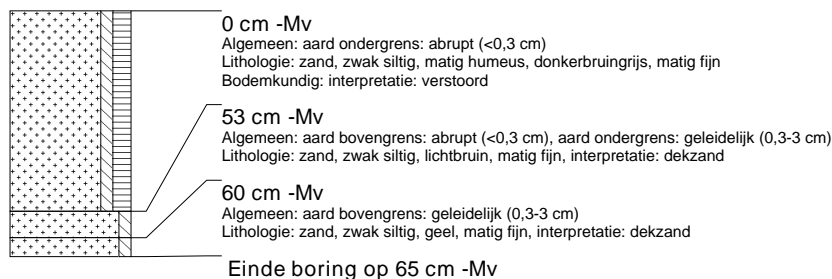 0 cm -Mv
Algemeen: aard ondergrens: abrupt (<0,3 cm)
Lithologie: zand, zwak siltig, matig humeus, donkerbruingrijs, matig fijn
Bodemkundig: interpretatie: verstoord
53 cm -Mv
Algemeen: aard bovengrens: abrupt (<0,3 cm), aard ondergrens: geleidelijk (0,3-3 cm)
Lithologie: zand, zwak siltig, lichtbruin, matig fijn, interpretatie: dekzand
60 cm -Mv
Algemeen: aard bovengrens: geleidelijk (0,3-3 cm)
Lithologie: zand, zwak siltig, geel, matig fijn, interpretatie: dekzand
Einde boring op 65 cm -Mv